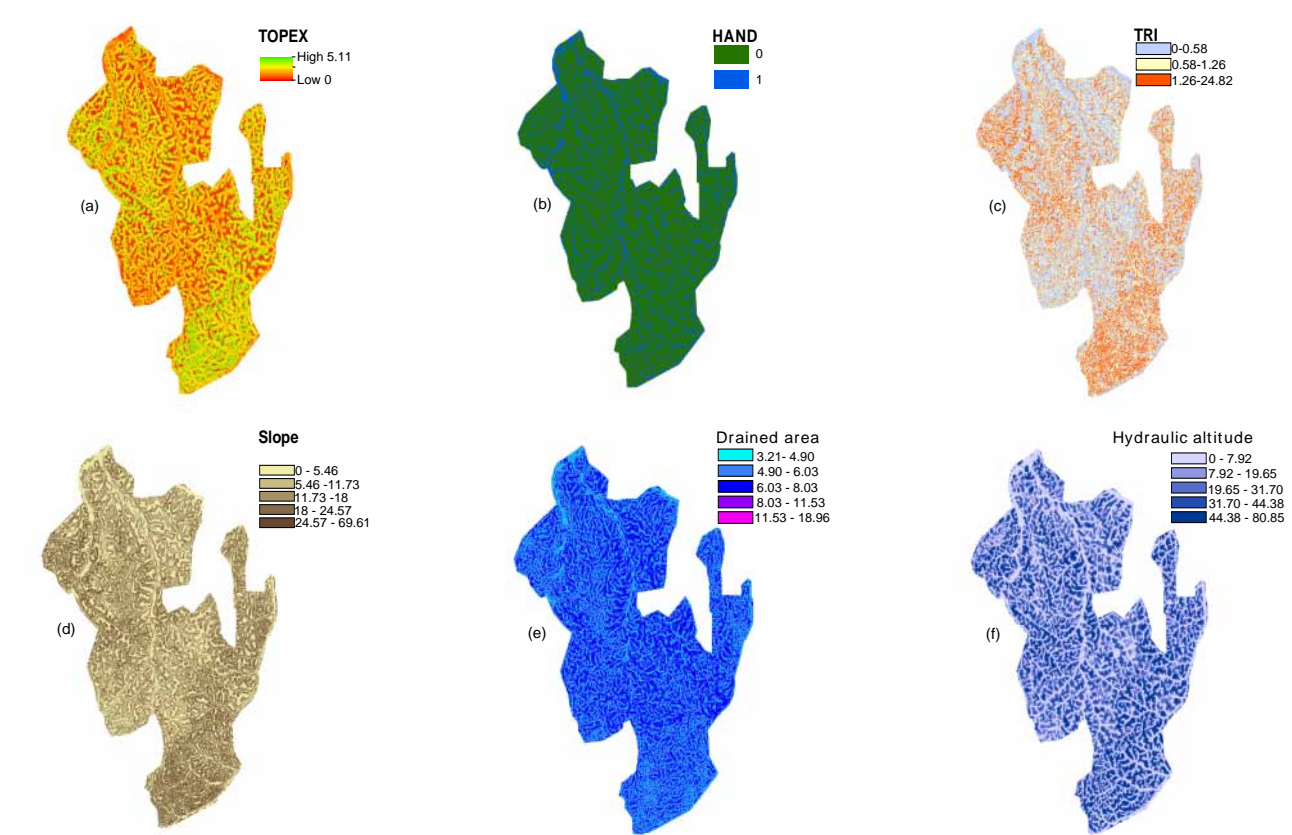 TOPEX
High 5.11
Low 0
(a)
HAND
0
1
(b)
TRI
0-0.58
0.58-1.26
1.26-24.82
(c)
Slope
0 - 5.46
5.46 -11.73
11.73 -18
18 - 24.57
24.57 - 69.61
(d)
Drained area
3.21- 4.90
4.90 - 6.03
6.03 - 8.03
8.03 - 11.53
11.53 - 18.96
(e)
Hydraulic altitude
0 - 7.92
7.92 - 19.65
19.65 - 31.70
31.70 - 44.38
44.38 - 80.85
(f)